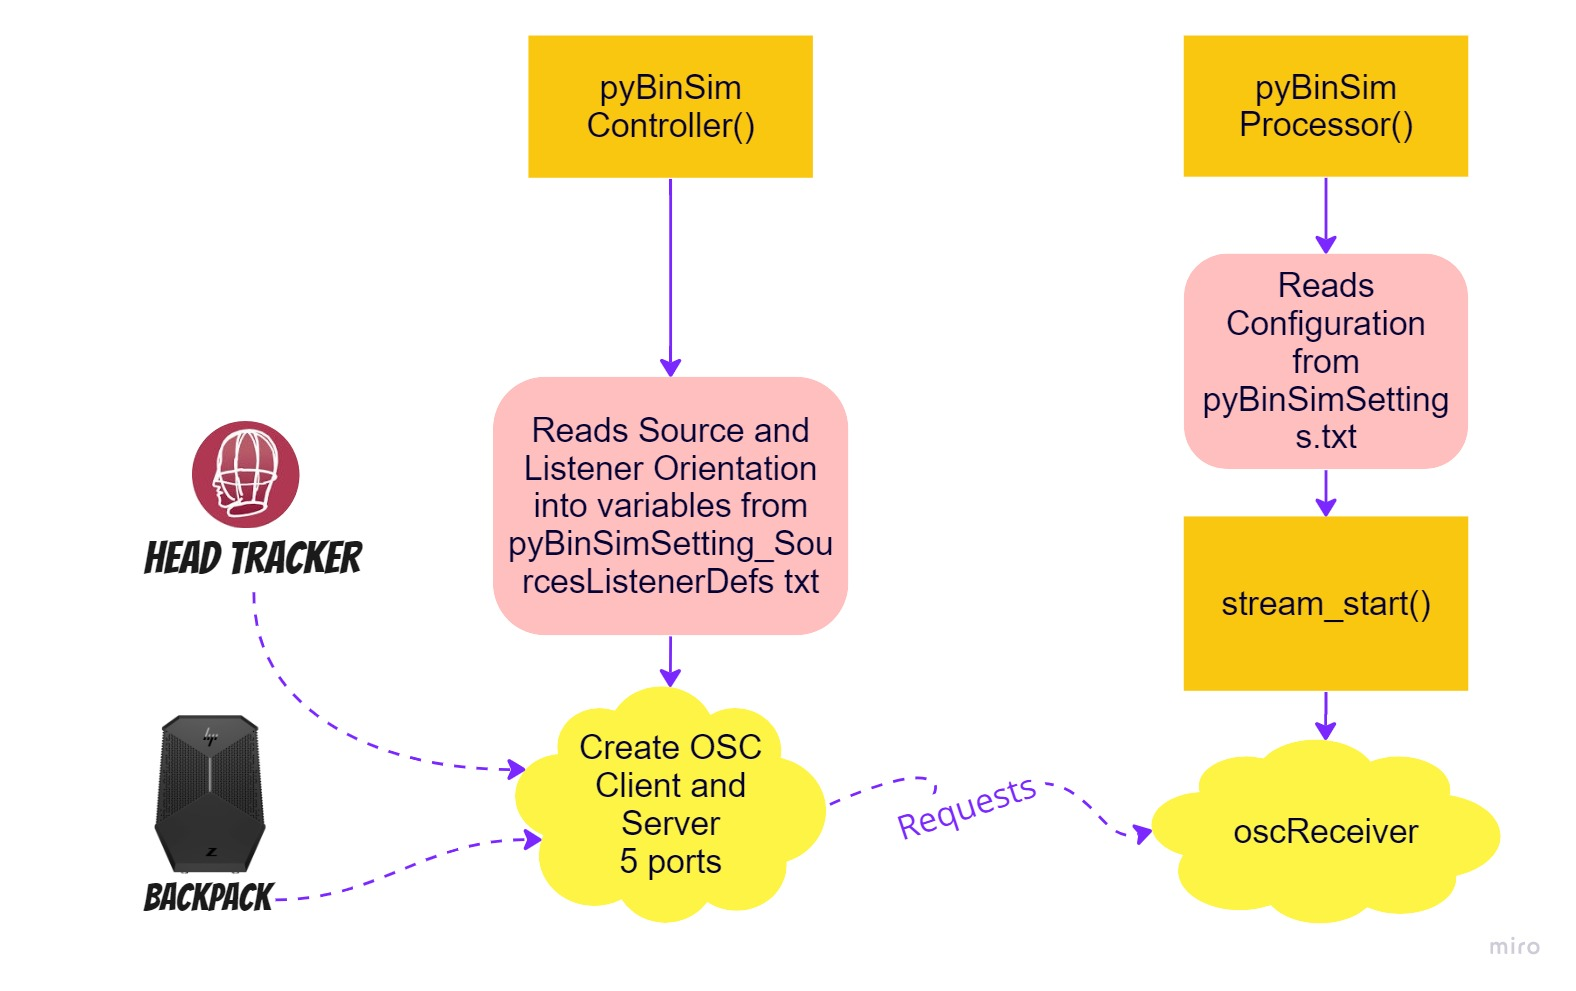 pyBinSim
Controller()
pyBinSim
Processor()
Reads
Configuration
from
pyBinSimSetting
s.txt
Reads Source and
Listener Orientation
into variables from
pyBinSimSetting_Sou
rcesListenerDefs txt
HEAD TRACKER
stream_start()
Create OSC
Client and
Server
5 ports
Requests
oscReceiver
hp
Z
BACKPACK
miro